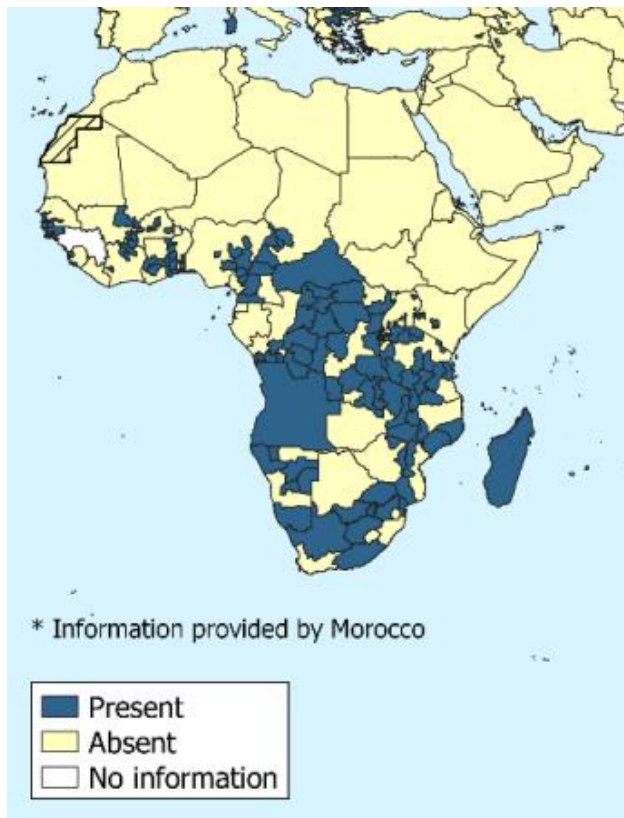 * Information provided by Morocco
Present
Absent
No information